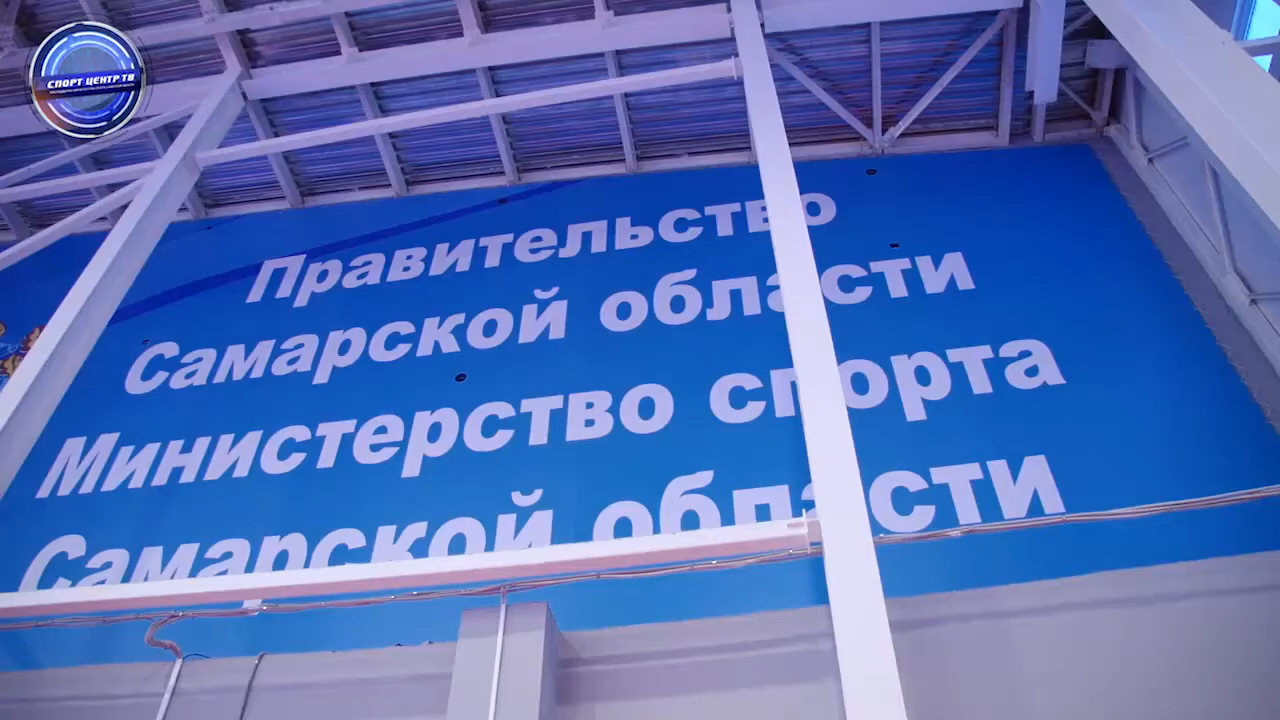 СПОРТ ЦЕНТР ТВ
Правительство
Самарской области
Министерство спорта
Самарской области